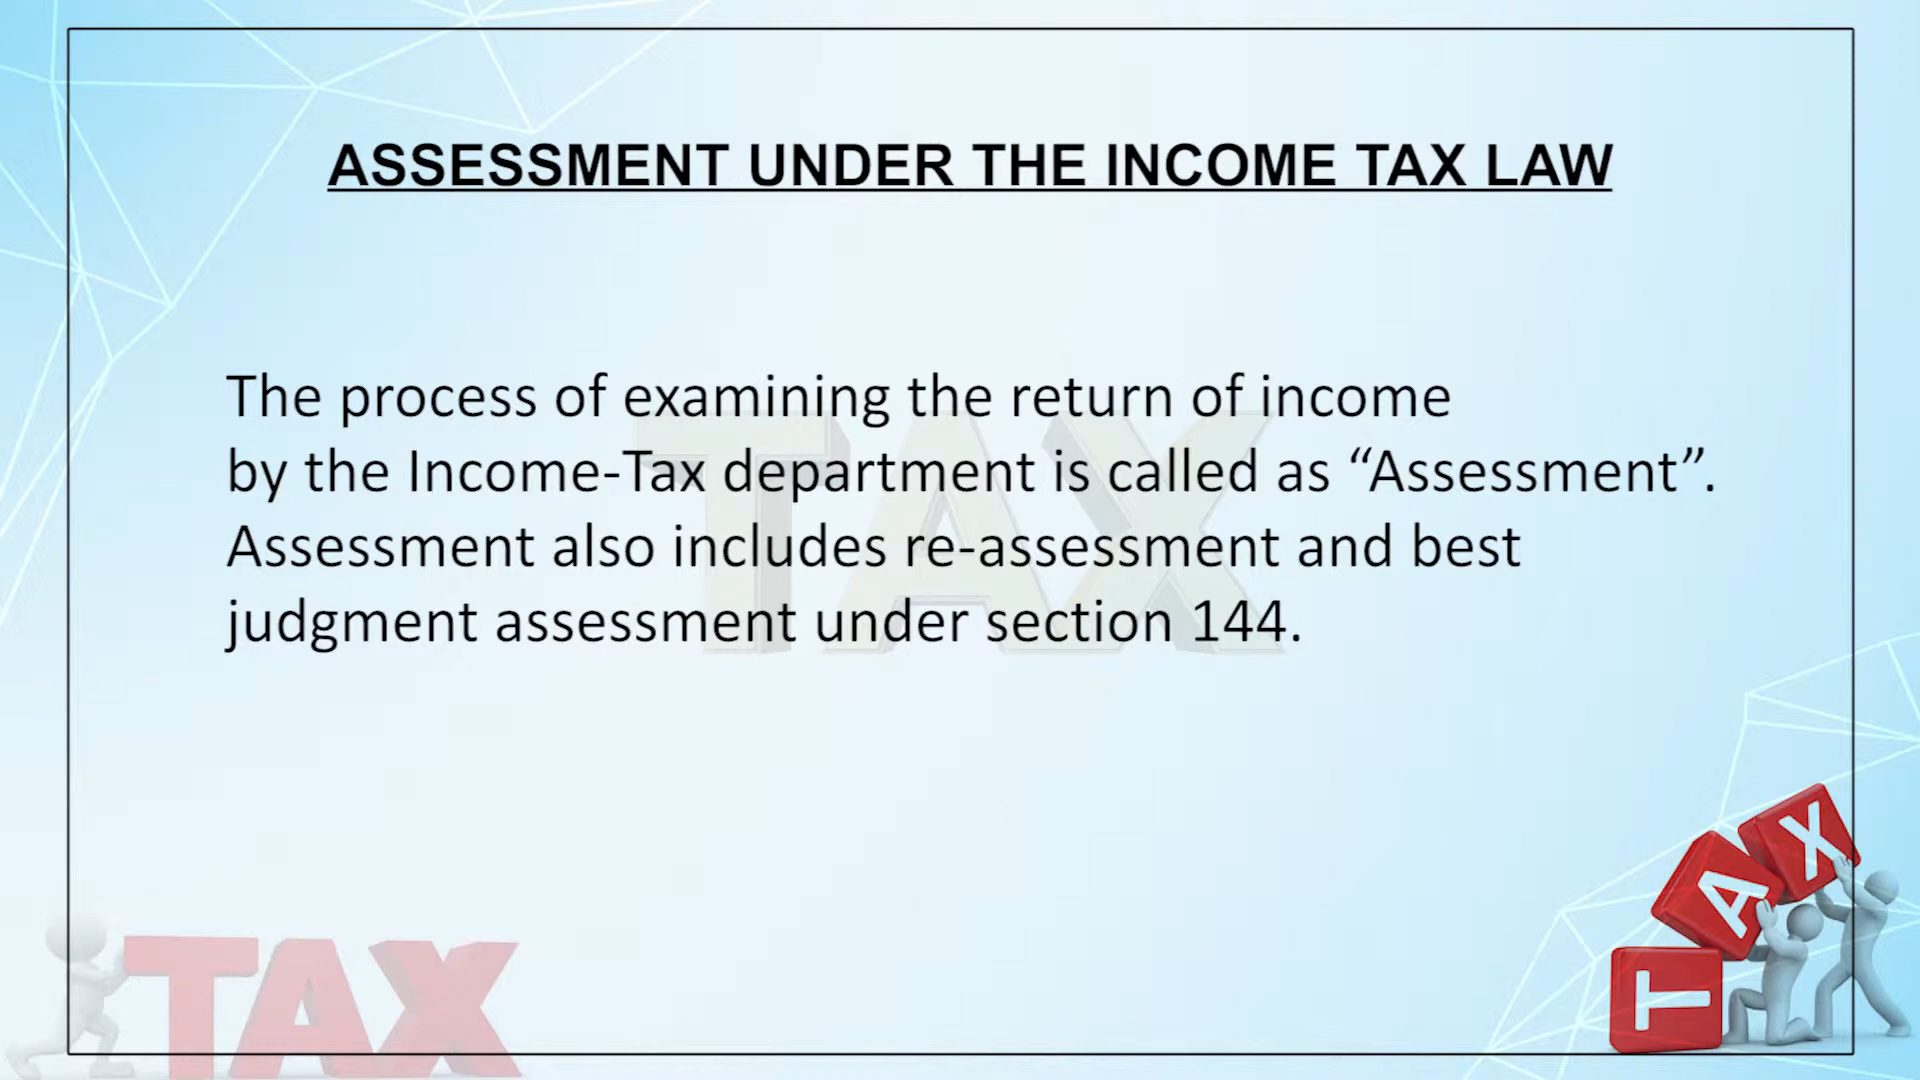 ASSESSMENT UNDER THE INCOME TAX LAW
The process of examining the return of income
by the Income-Tax department is called as “Assessment”.
Assessment also includes re-assessment and best
judgment assessment under section 144.
TAX
TAX
TAX